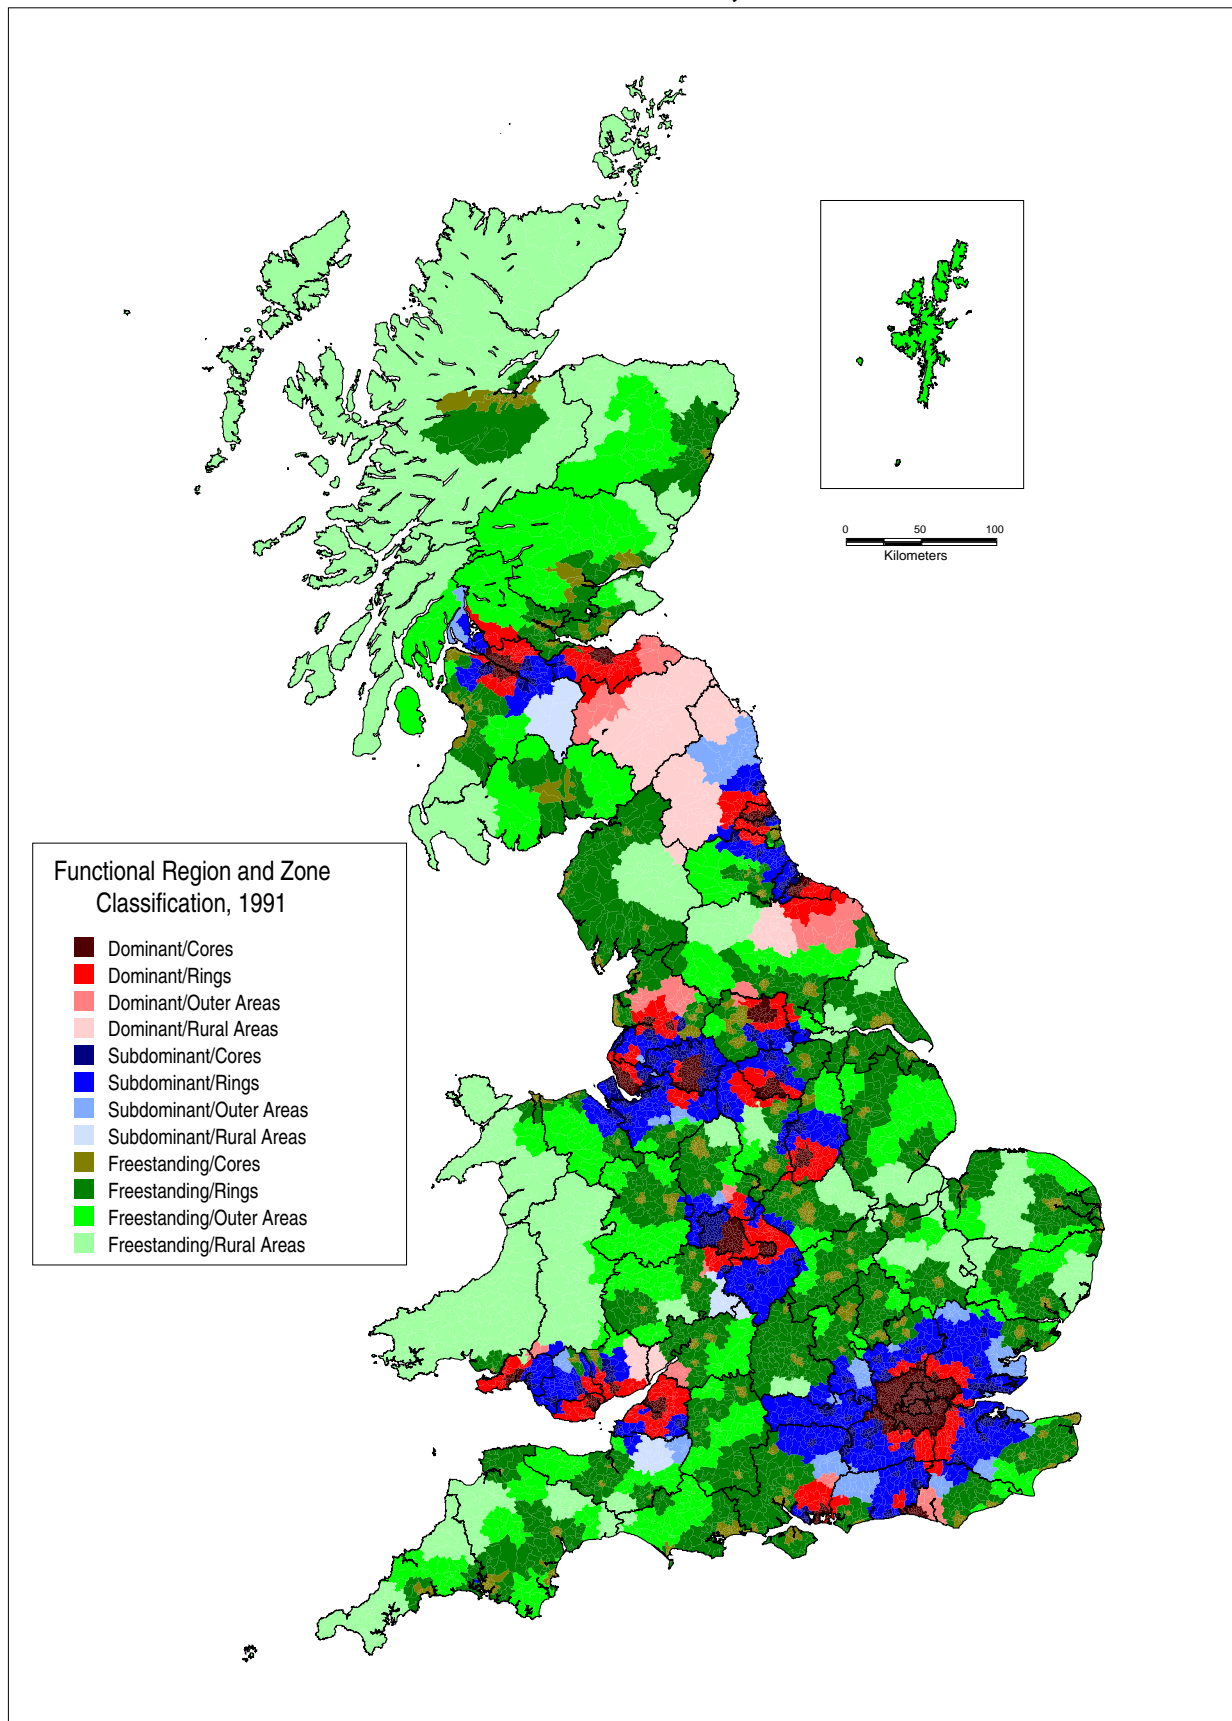 0 50 100
Kilometers
Functional Region and Zone
Classification, 1991
Dominant/Cores
Dominant/Rings
Dominant/Outer Areas
Dominant/Rural Areas
Subdominant/Cores
Subdominant/Rings
Subdominant/Outer Areas
Subdominant/Rural Areas
Freestanding/Cores
Freestanding/Rings
Freestanding/Outer Areas
Freestanding/Rural Areas